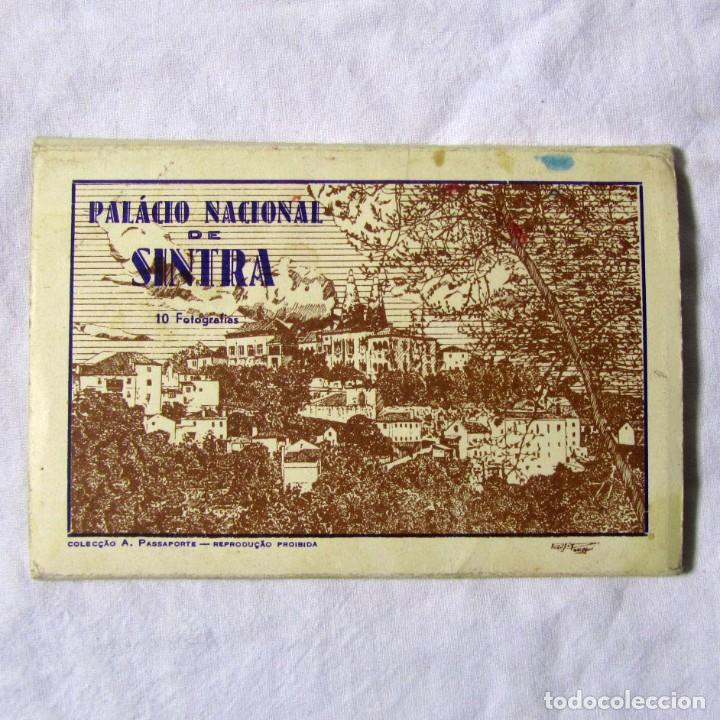 PALÁCIO NACIONAL
DE
SINTRA
10 Fotografias
COLECÇÃO A. PASSAPORTE — REPRODUÇÃO PROIBIDA
todocoleccion